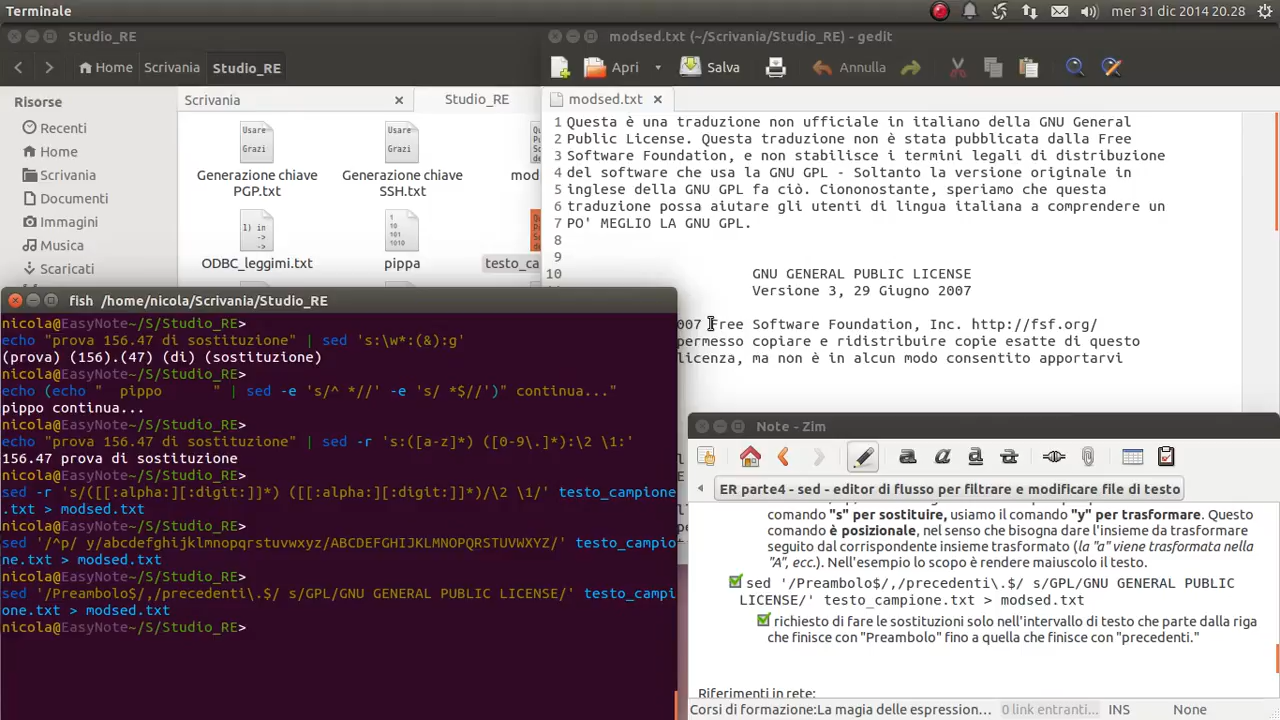 Terminale
mer 31 dic 2014 20.28
Studio_RE
Home Scrivania Studio_RE
Risorse
Recenti
Home
Scrivania
Documenti
Immagini
Musica
Scaricati
Scrivania
Studio_RE
Usare
Grazi
Usare
Grazi
Generazione chiave
PGP.txt
Generazione chiave
SSH.txt
mod
1) in
->
->
1
10
101
1010
ODBC_leggimi.txt
pippa
testo_ca
modsed.txt (~/Scrivania/Studio_RE) - gedit
Apri Salva Annulla
modsed.txt
1 Questa è una traduzione non ufficiale in italiano della GNU General
2 Public License. Questa traduzione non è stata pubblicata dalla Free
3 Software Foundation, e non stabilisce i termini legali di distribuzione
4 del software che usa la GNU GPL - Soltanto la versione originale in
5 inglese della GNU GPL fa ciò. Ciononostante, speriamo che questa
6 traduzione possa aiutare gli utenti di lingua italiana a comprendere un
7 PO' MEGLIO LA GNU GPL.
8
9
10 GNU GENERAL PUBLIC LICENSE
Versione 3, 29 Giugno 2007
007 Free Software Foundation, Inc. http://fsf.org/
permesso copiare e ridistribuire copie esatte di questo
licenza, ma non è in alcun modo consentito apportarvi
fish /home/nicola/Scrivania/Studio_RE
nicola@EasyNote~/S/Studio_RE>
echo "prova 156.47 di sostituzione" | sed 's:\w*:(&):g'
(prova) (156).(47) (di) (sostituzione)
nicola@EasyNote~/S/Studio_RE>
echo (echo "  pippo      " | sed -e 's/^ *//' -e 's/ *$//')" continua..."
pippo continua...
nicola@EasyNote~/S/Studio_RE>
echo "prova 156.47 di sostituzione" | sed -r 's:([a-z]*) ([0-9\.]*):\2 \1:'
156.47 prova di sostituzione
nicola@EasyNote~/S/Studio_RE>
sed -r 's/([[:alpha:][:digit:]]*) ([[:alpha:][:digit:]]*)/\2 \1/' testo_campione
.txt > modsed.txt
nicola@EasyNote~/S/Studio_RE>
sed '/^p/ y/abcdefghijklmnopqrstuvwxyz/ABCDEFGHIJKLMNOPQRSTUVWXYZ/' testo_campio
ne.txt > modsed.txt
nicola@EasyNote~/S/Studio_RE>
sed '/Preambolo$/,/precedenti\.$/ s/GPL/GNU GENERAL PUBLIC LICENSE/' testo_campi
one.txt > modsed.txt
nicola@EasyNote~/S/Studio_RE>
Note - Zim
ER parte4 - sed - editor di flusso per filtrare e modificare file di testo
comando "s" per sostituire, usiamo il comando "y" per trasformare. Questo
comando è posizionale, nel senso che bisogna dare l'insieme da trasformare
seguito dal corrispondente insieme trasformato (la "a" viene trasformata nella
"A", ecc.). Nell'esempio lo scopo è rendere maiuscolo il testo.
sed '/Preambolo$/,/precedenti\.$/ s/GPL/GNU GENERAL PUBLIC
LICENSE/' testo_campione.txt > modsed.txt
richiesto di fare le sostituzioni solo nell'intervallo di testo che parte dalla riga
che finisce con "Preambolo" fino a quella che finisce con "precedenti."
Riferimenti in rete:
Corsi di formazione:La magia delle espression... 0 link entranti... INS None